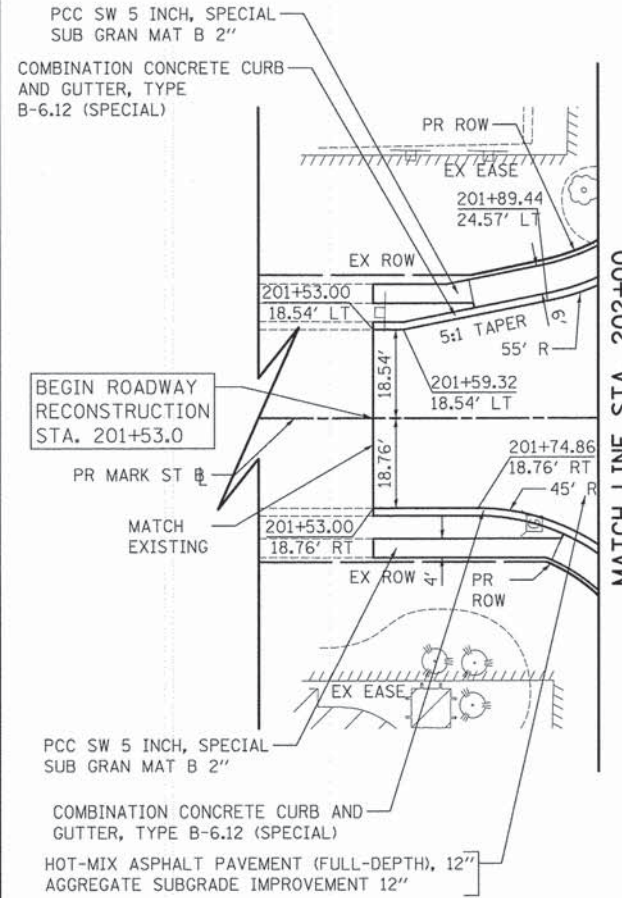 PCC SW 5 INCH, SPECIAL
SUB GRAN MAT B 2"
COMBINATION CONCRETE CURB
AND GUTTER, TYPE
B-6.12 (SPECIAL)
PR ROW
EX EASE
201+89.44
24.57' LT
EX ROW
201+53.00
18.54' LT
5:1 TAPER
6'
55' R
18.54'
201+59.32
18.54' LT
BEGIN ROADWAY
RECONSTRUCTION
STA. 201+53.0
PR MARK ST BL
18.76'
201+74.86
18.76' RT
45' R
MATCH
EXISTING
201+53.00
18.76' RT
EX ROW
4'
PR
ROW
MATCH LINE STA. 202+00
EX EASE
PCC SW 5 INCH, SPECIAL
SUB GRAN MAT B 2"
COMBINATION CONCRETE CURB AND
GUTTER, TYPE B-6.12 (SPECIAL)
HOT-MIX ASPHALT PAVEMENT (FULL-DEPTH), 12"
AGGREGATE SUBGRADE IMPROVEMENT 12"